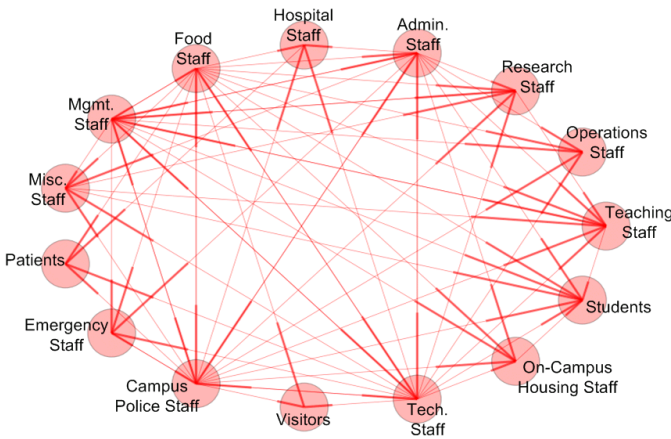 Hospital
Staff
Admin.
Staff
Food
Staff
Research
Staff
Mgmt.
Staff
Operations
Staff
Misc.
Staff
Teaching
Staff
Patients
Students
Emergency
Staff
On-Campus
Housing Staff
Campus
Police Staff
Visitors
Tech.
Staff